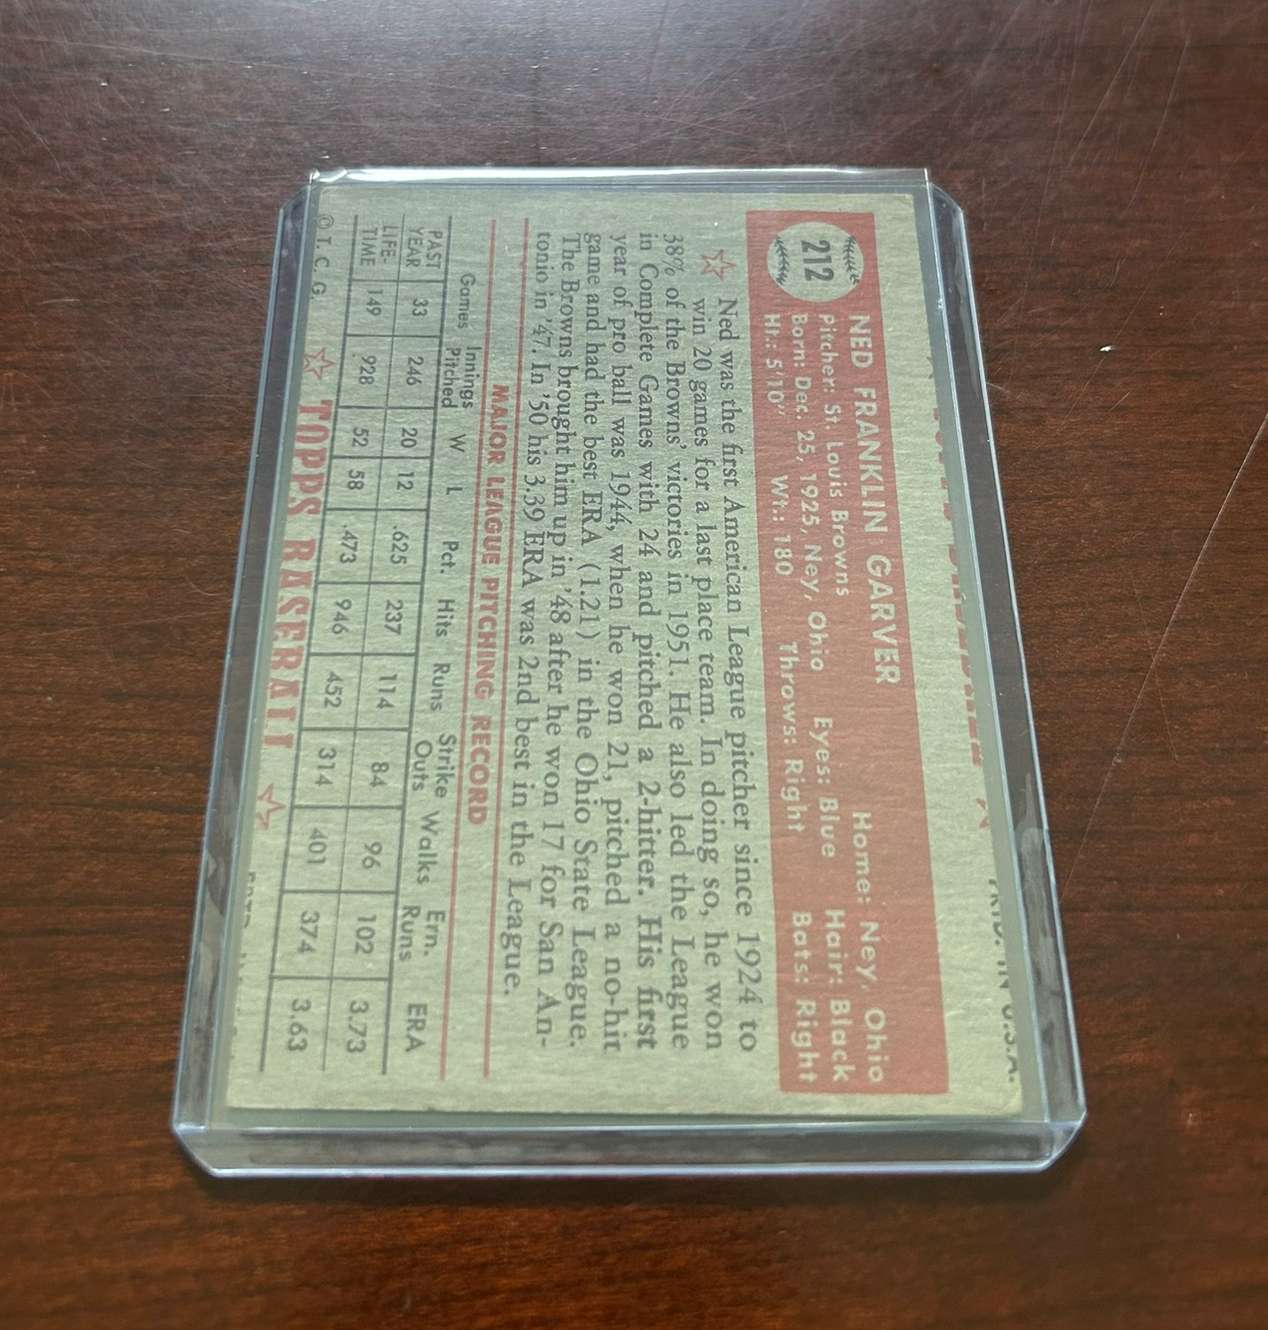 PRTD. IN U.S.A.
212
NED FRANKLIN GARVER Home: Ney, Ohio
Pitcher: St. Louis Browns Hair: Black
Born: Dec. 25, 1925, Ney, Ohio Eyes: Blue Bats: Right
Ht.: 5'10" Wt.: 180 Throws: Right
Ned was the first American League pitcher since 1924 to
win 20 games for a last place team. In doing so, he won
38% of the Browns' victories in 1951. He also led the League
in Complete Games with 24 and pitched a 2-hitter. His first
year of pro ball was 1944, when he won 21, pitched a no-hit
game and had the best ERA (1.21) in the Ohio State League.
The Browns brought him up in '48 after he won 17 for San An-
tonio in '47. In '50 his 3.39 ERA was 2nd best in the League.
MAJOR LEAGUE PITCHING RECORD
Games Innings Pitched W L Pct. Hits Runs Strike Outs Walks Ern. Runs ERA
PAST YEAR 33 246 20 12 .625 237 114 84 96 102 3.73
LIFE-TIME 149 928 52 58 .473 946 452 314 401 374 3.63
© T. C. G. TOPPS BASEBALL